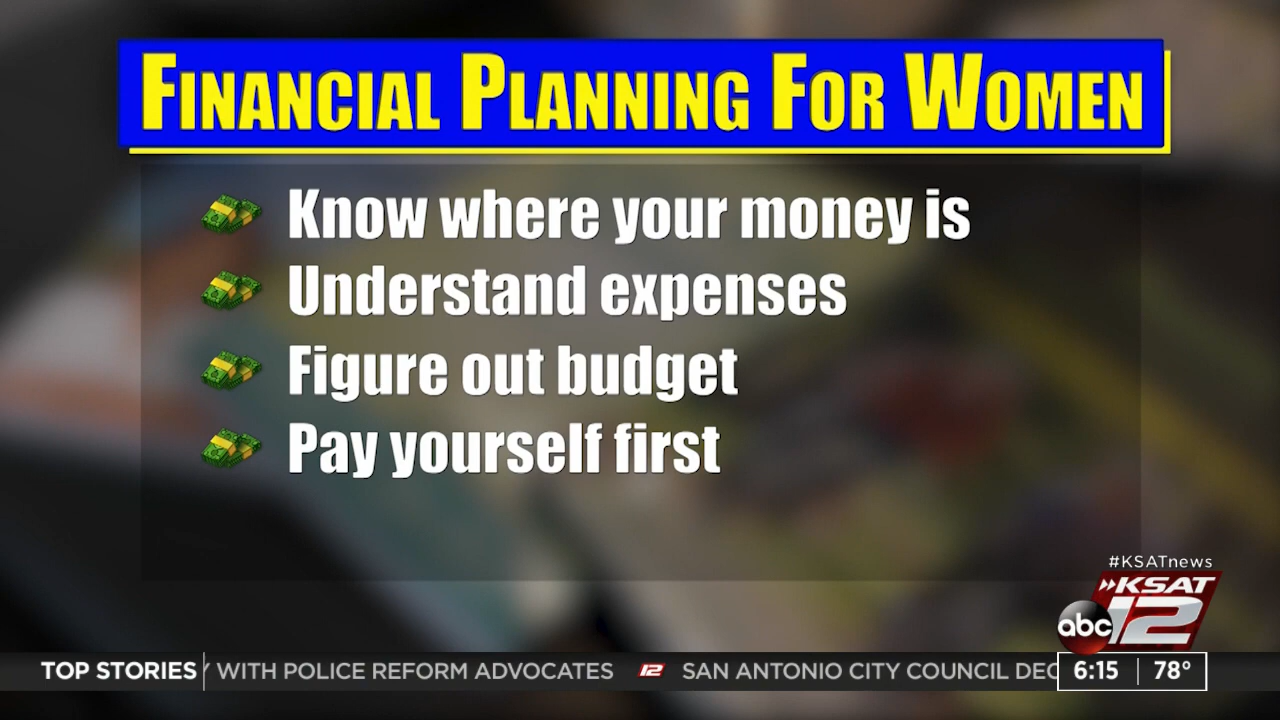 FINANCIAL PLANNING FOR WOMEN
Know where your money is
Understand expenses
Figure out budget
Pay yourself first
#KSATnews
KSAT
abc 12
TOP STORIES WITH POLICE REFORM ADVOCATES 12 SAN ANTONIO CITY COUNCIL DEC 6:15 78°